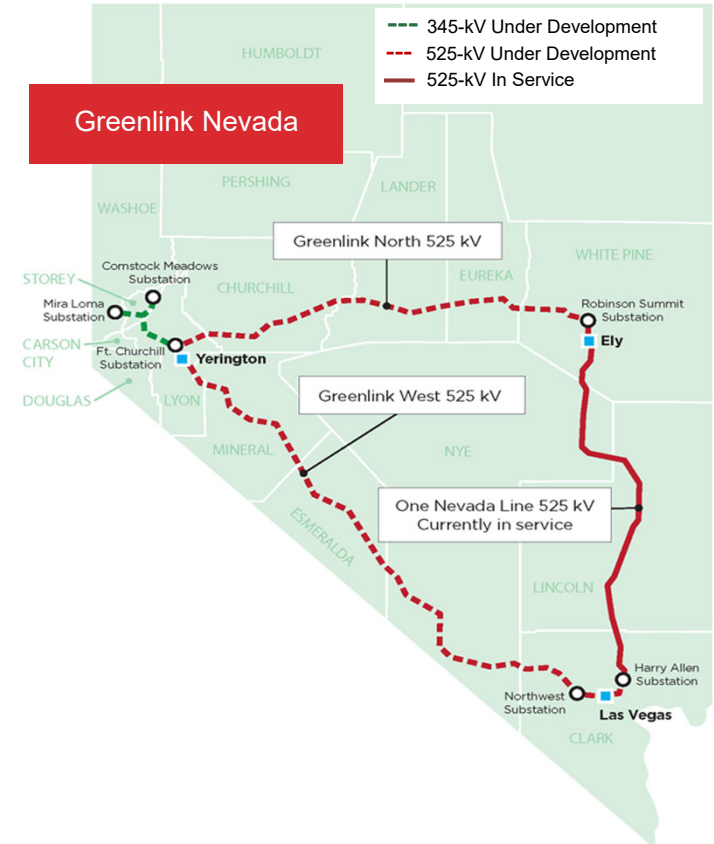 345-kV Under Development
525-kV Under Development
525-kV In Service
HUMBOLDT
Greenlink Nevada
PERSHING
LANDER
WASHOE
Greenlink North 525 kV
WHITE PINE
EUREKA
Comstock Meadows
Substation
STOREY
CHURCHILL
Mira Loma
Substation
Robinson Summit
Substation
CARSON
CITY
Ft. Churchill
Substation
Yerington
Ely
DOUGLAS
LYON
Greenlink West 525 kV
MINERAL
NYE
One Nevada Line 525 kV
Currently in service
ESMERALDA
LINCOLN
Harry Allen
Substation
Northwest
Substation
Las Vegas
CLARK